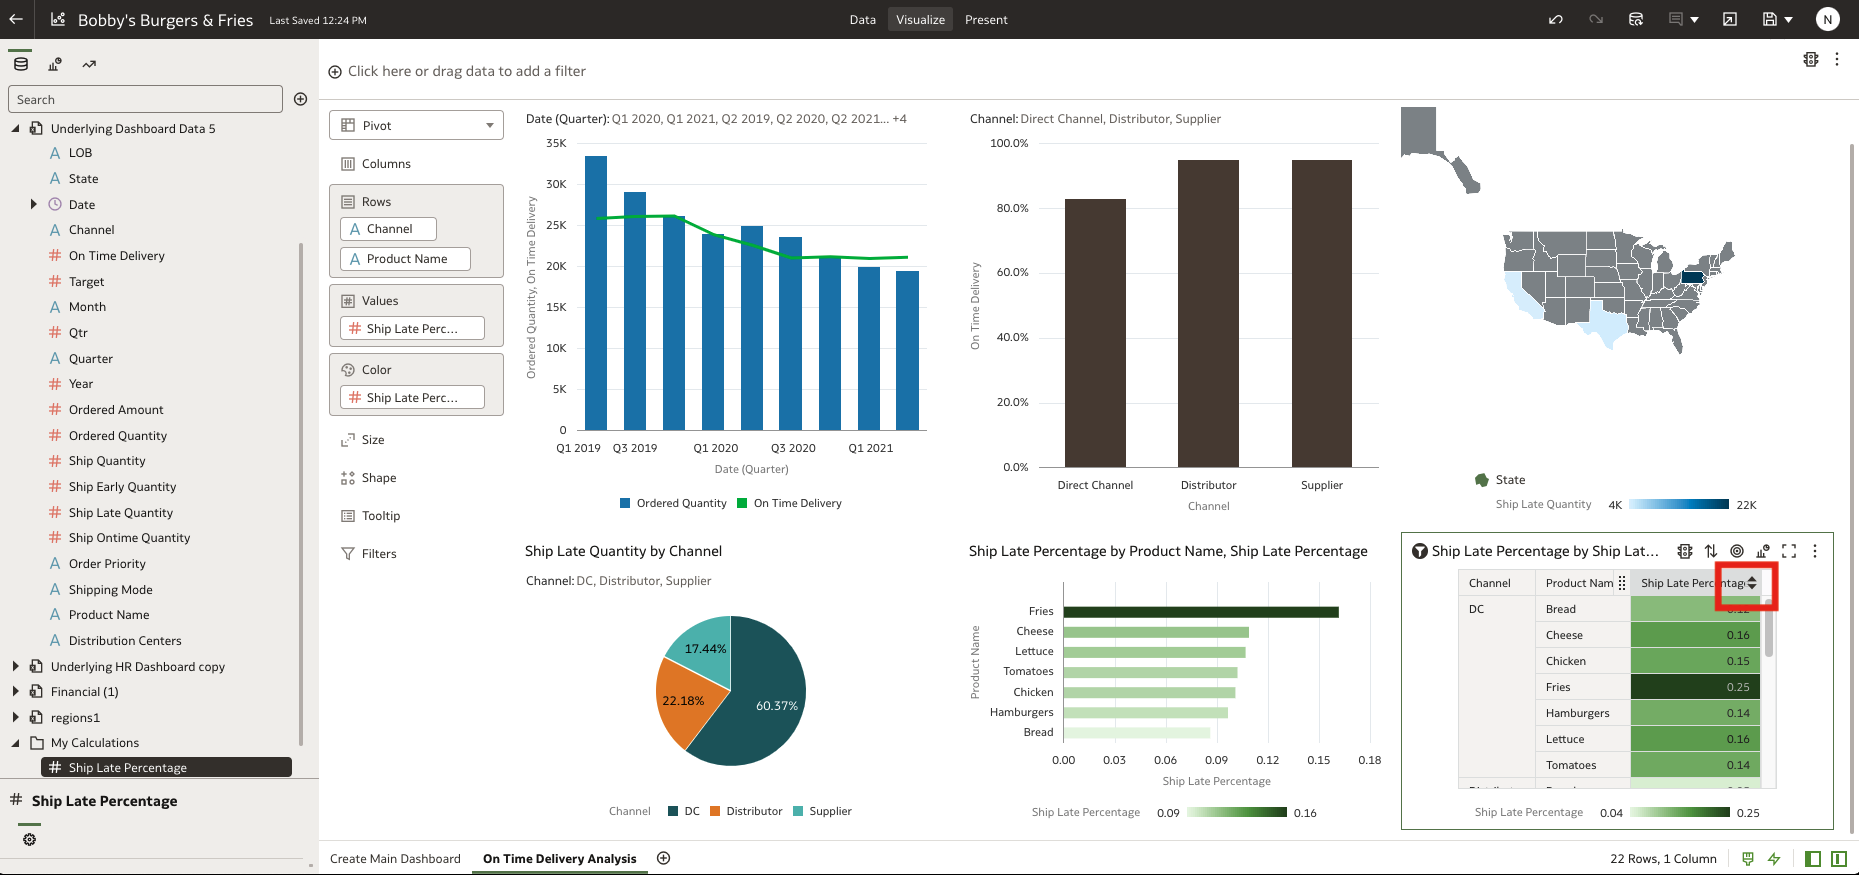 Bobby's Burgers & Fries Last Saved 12:24 PM Data Visualize Present N
Click here or drag data to add a filter
Search
Underlying Dashboard Data 5
LOB
State
Date
Channel
On Time Delivery
Target
Month
Qtr
Quarter
Year
Ordered Amount
Ordered Quantity
Ship Quantity
Ship Early Quantity
Ship Late Quantity
Ship Ontime Quantity
Order Priority
Shipping Mode
Product Name
Distribution Centers
Underlying HR Dashboard copy
Financial (1)
regions1
My Calculations
Ship Late Percentage
Ship Late Percentage
Pivot
Columns
Rows
Channel
Product Name
Values
Ship Late Perc...
Color
Ship Late Perc...
Size
Shape
Tooltip
Filters
Date (Quarter): Q1 2020, Q1 2021, Q2 2019, Q2 2020, Q2 2021... +4
Ordered Quantity, On Time Delivery
35K
30K
25K
20K
15K
10K
5K
0
Q1 2019 Q3 2019 Q1 2020 Q3 2020 Q1 2021
Date (Quarter)
Ordered Quantity On Time Delivery
Channel: Direct Channel, Distributor, Supplier
On Time Delivery
100.0%
80.0%
60.0%
40.0%
20.0%
0.0%
Direct Channel Distributor Supplier
Channel
State
Ship Late Quantity 4K 22K
Ship Late Quantity by Channel
Channel: DC, Distributor, Supplier
17.44%
22.18%
60.37%
Channel DC Distributor Supplier
Ship Late Percentage by Product Name, Ship Late Percentage
Product Name
Fries
Cheese
Lettuce
Tomatoes
Chicken
Hamburgers
Bread
0.00 0.03 0.06 0.09 0.12 0.15 0.18
Ship Late Percentage
Ship Late Percentage 0.09 0.16
Ship Late Percentage by Ship Lat...
Channel Product Nam Ship Late Percentage
DC Bread 0.12
Cheese 0.16
Chicken 0.15
Fries 0.25
Hamburgers 0.14
Lettuce 0.16
Tomatoes 0.14
Ship Late Percentage 0.04 0.25
Create Main Dashboard On Time Delivery Analysis 22 Rows, 1 Column